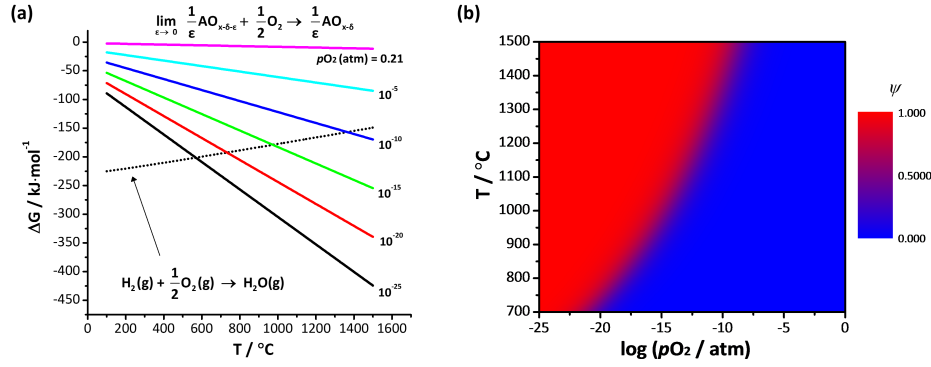 (a)
lim ε→ 0 1/ε AOx-δ-ε + 1/2 O2 → 1/ε AOx-δ
0
-50
-100
-150
-200
-250
-300
-350
-400
-450
ΔG / kJ·mol-1
pO2 (atm) = 0.21
10-5
10-10
10-15
10-20
10-25
H2(g) + 1/2 O2(g) → H2O(g)
0 200 400 600 800 1000 1200 1400 1600
T / °C
(b)
1500
1400
1300
1200
1100
1000
900
800
700
T / °C
-25 -20 -15 -10 -5 0
log (pO2 / atm)
ψ
1.000
0.5000
0.000